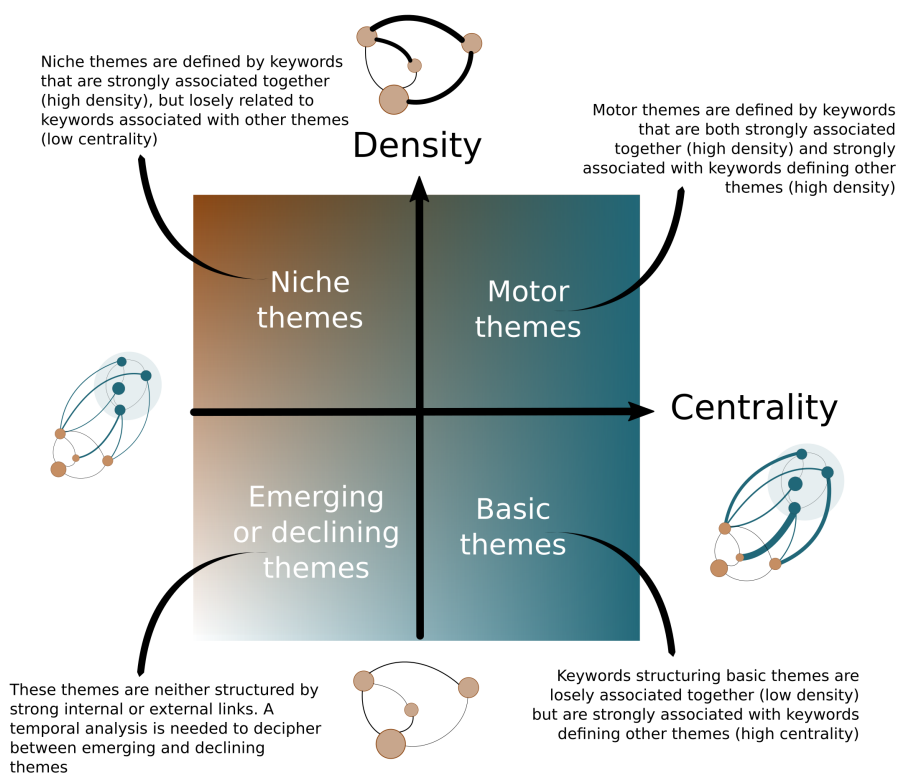 Niche themes are defined by keywords
that are strongly associated together
(high density), but losely related to
keywords associated with other themes
(low centrality)
Density
Motor themes are defined by keywords
that are both strongly associated
together (high density) and strongly
associated with keywords defining other
themes (high density)
Niche
themes
Motor
themes
Centrality
Emerging
or declining
themes
Basic
themes
These themes are neither structured by
strong internal or external links. A
temporal analysis is needed to decipher
between emerging and declining
themes
Keywords structuring basic themes are
losely associated together (low density)
but are strongly associated with keywords
defining other themes (high centrality)